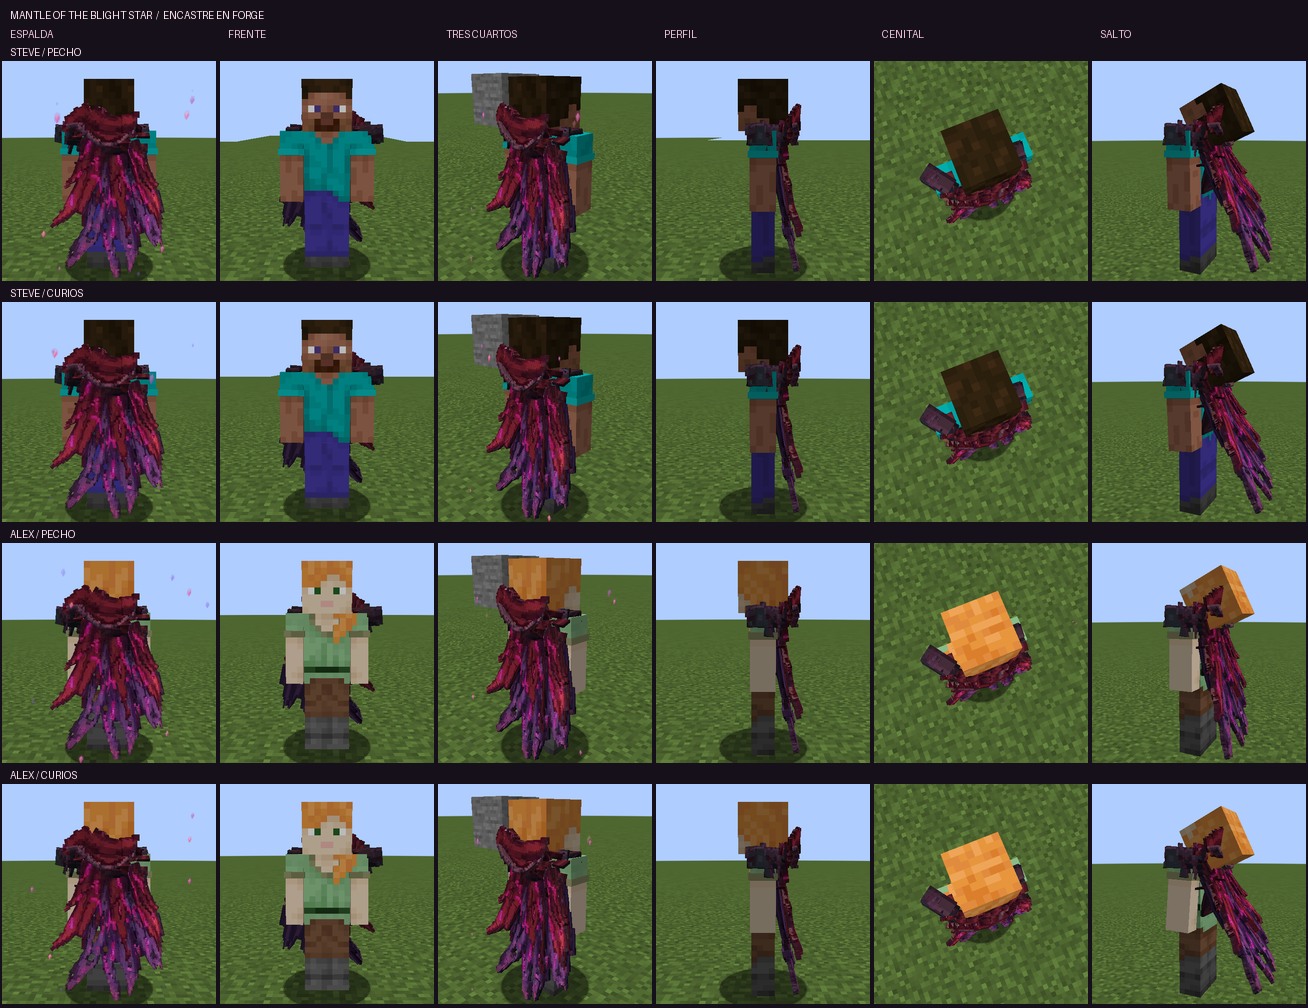 MANTLE OF THE BLIGHT STAR / ENCASTRE EN FORGE
ESPALDA FRENTE TRES CUARTOS PERFIL CENITAL SALTO
STEVE / PECHO
STEVE / CURIOS
ALEX / PECHO
ALEX / CURIOS